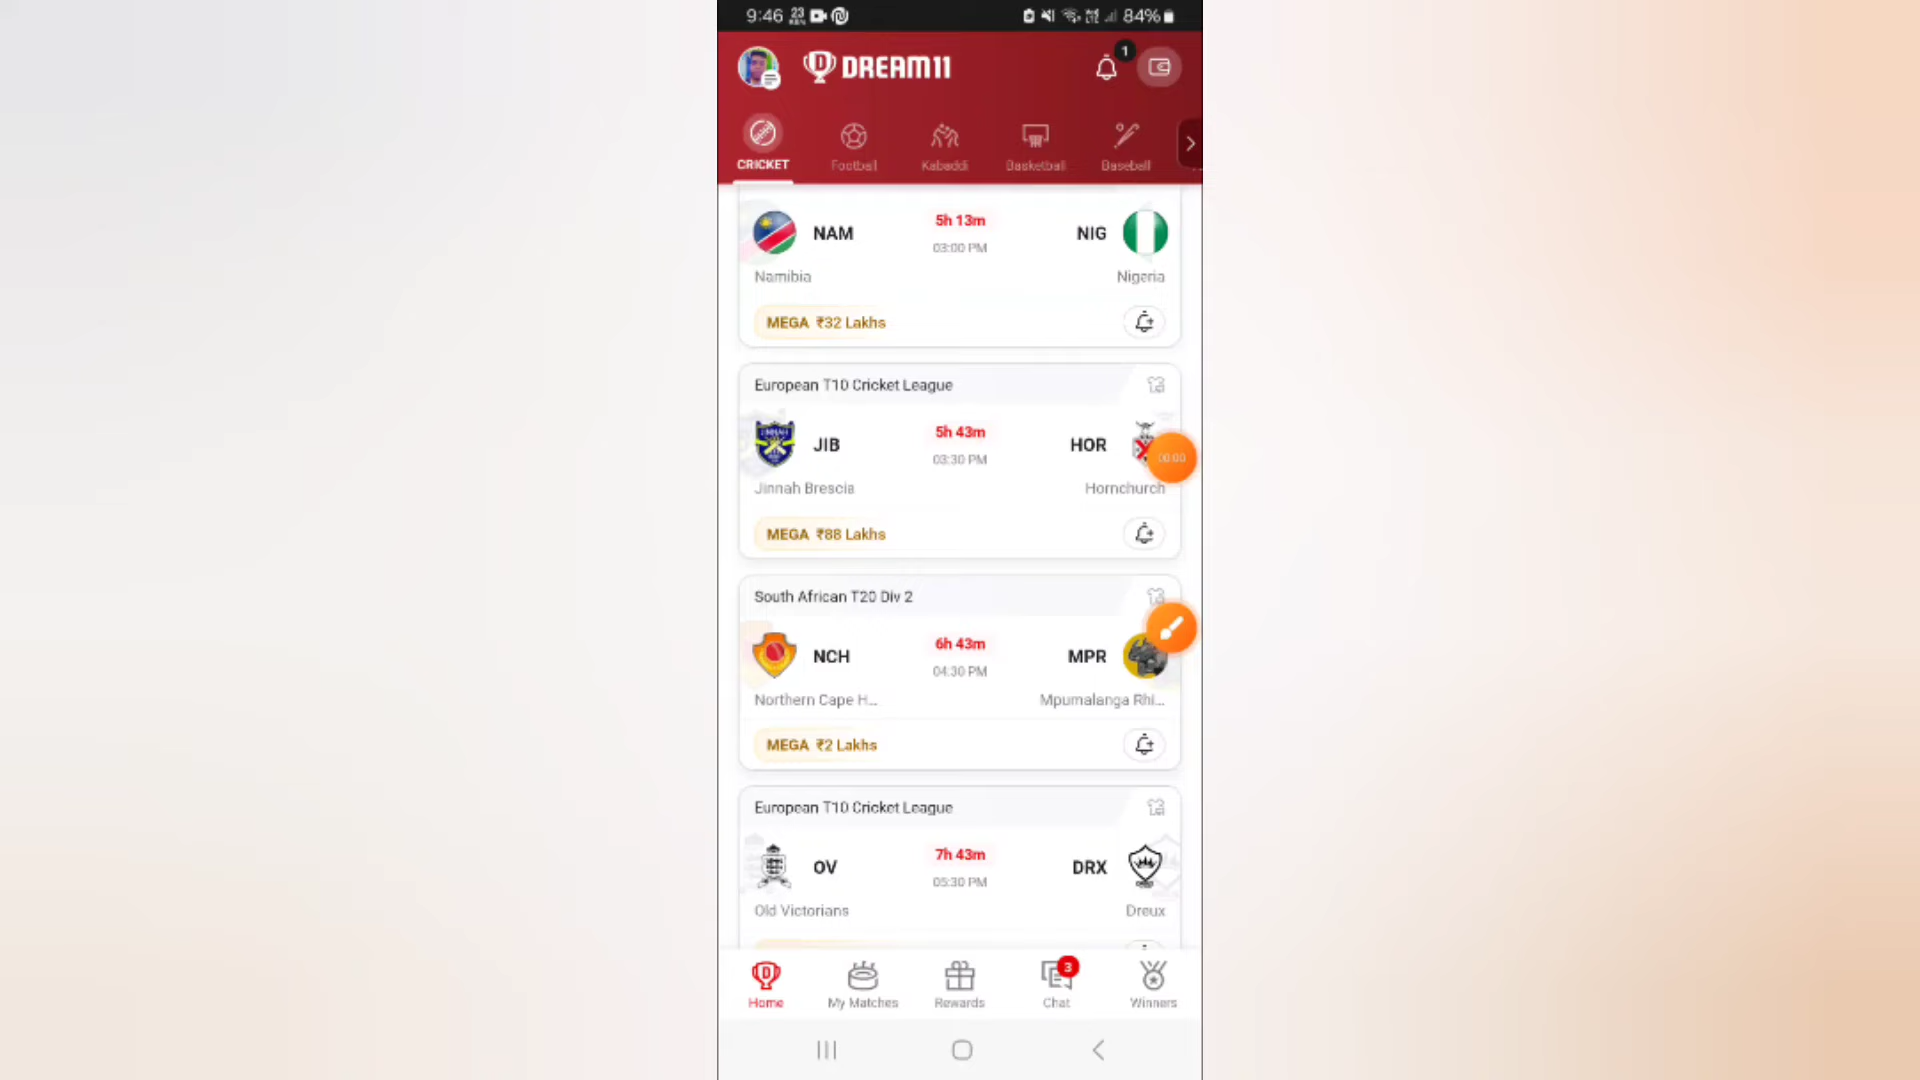 9:46 23 84%
DREAM11 1
CRICKET Football Kabaddi Basketball Baseball
NAM 5h 13m NIG
03:00 PM
Namibia Nigeria
MEGA ₹32 Lakhs
European T10 Cricket League
JIB 5h 43m HOR
03:30 PM
00:00
Jinnah Brescia Hornchurch
MEGA ₹88 Lakhs
South African T20 Div 2
NCH 6h 43m MPR
04:30 PM
Northern Cape H... Mpumalanga Rhi...
MEGA ₹2 Lakhs
European T10 Cricket League
OV 7h 43m DRX
05:30 PM
Old Victorians Dreux
3
Home My Matches Rewards Chat Winners